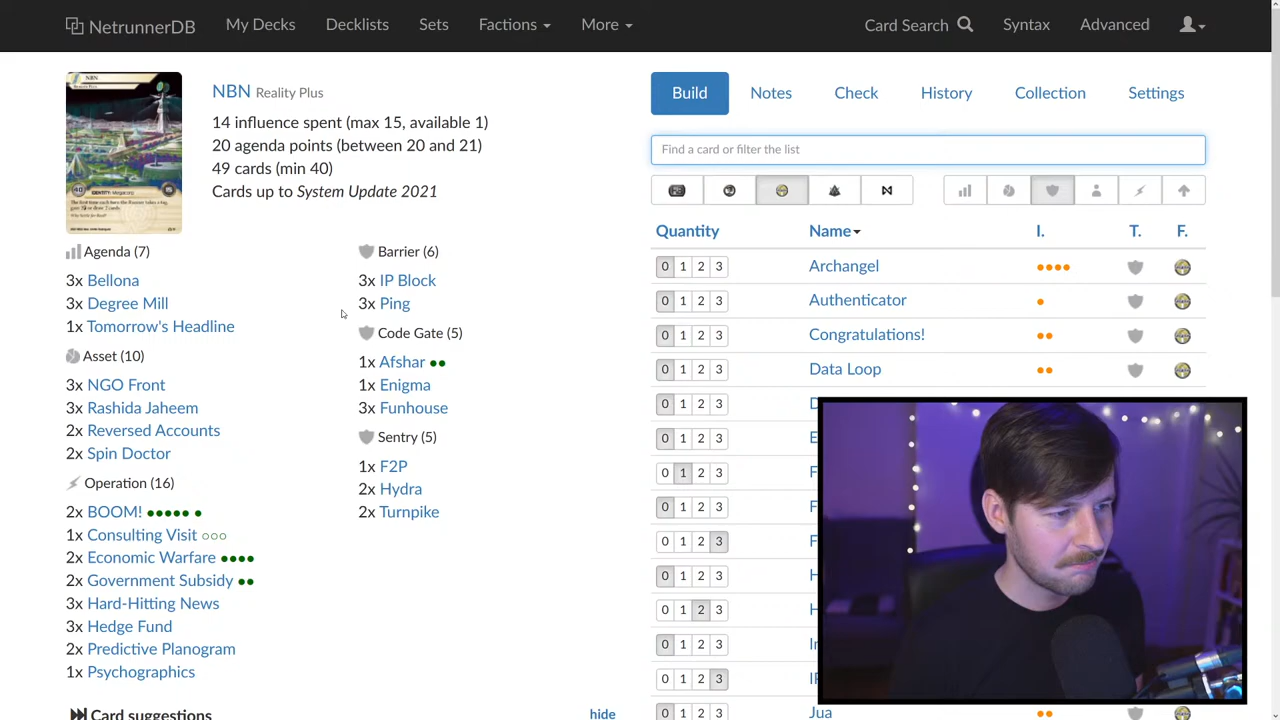 NetrunnerDB My Decks Decklists Sets Factions More Card Search Syntax Advanced
NBN Reality Plus
14 influence spent (max 15, available 1)
20 agenda points (between 20 and 21)
49 cards (min 40)
Cards up to System Update 2021
Agenda (7)
3x Bellona
3x Degree Mill
1x Tomorrow's Headline
Asset (10)
3x NGO Front
3x Rashida Jaheem
2x Reversed Accounts
2x Spin Doctor
Operation (16)
2x BOOM!
1x Consulting Visit
2x Economic Warfare
2x Government Subsidy
3x Hard-Hitting News
3x Hedge Fund
2x Predictive Planogram
1x Psychographics
Barrier (6)
3x IP Block
3x Ping
Code Gate (5)
1x Afshar
1x Enigma
3x Funhouse
Sentry (5)
1x F2P
2x Hydra
2x Turnpike
Card suggestions hide
Build Notes Check History Collection Settings
Find a card or filter the list
Quantity Name I. T. F.
0 1 2 3 Archangel
0 1 2 3 Authenticator
0 1 2 3 Congratulations!
0 1 2 3 Data Loop
0 1 2 3
0 1 2 3
0 1 2 3
0 1 2 3
0 1 2 3
0 1 2 3
0 1 2 3
0 1 2 3
0 1 2 3
0 1 2 3 Jua